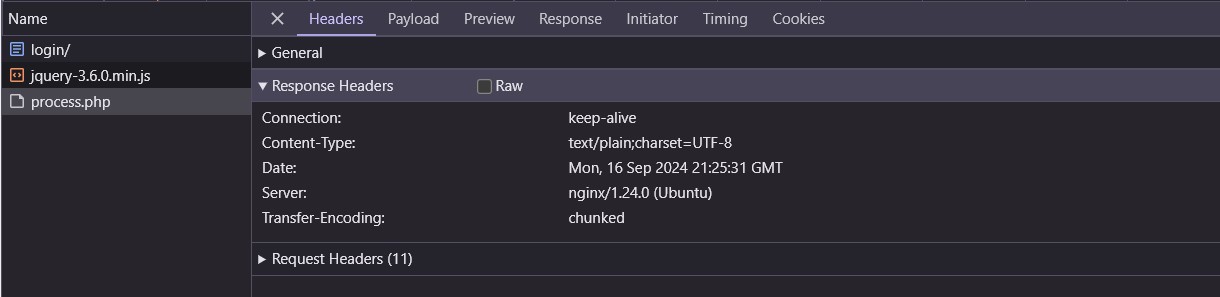 Name
login/
jquery-3.6.0.min.js
process.php
Headers Payload Preview Response Initiator Timing Cookies
General
Response Headers Raw
Connection: keep-alive
Content-Type: text/plain;charset=UTF-8
Date: Mon, 16 Sep 2024 21:25:31 GMT
Server: nginx/1.24.0 (Ubuntu)
Transfer-Encoding: chunked
Request Headers (11)